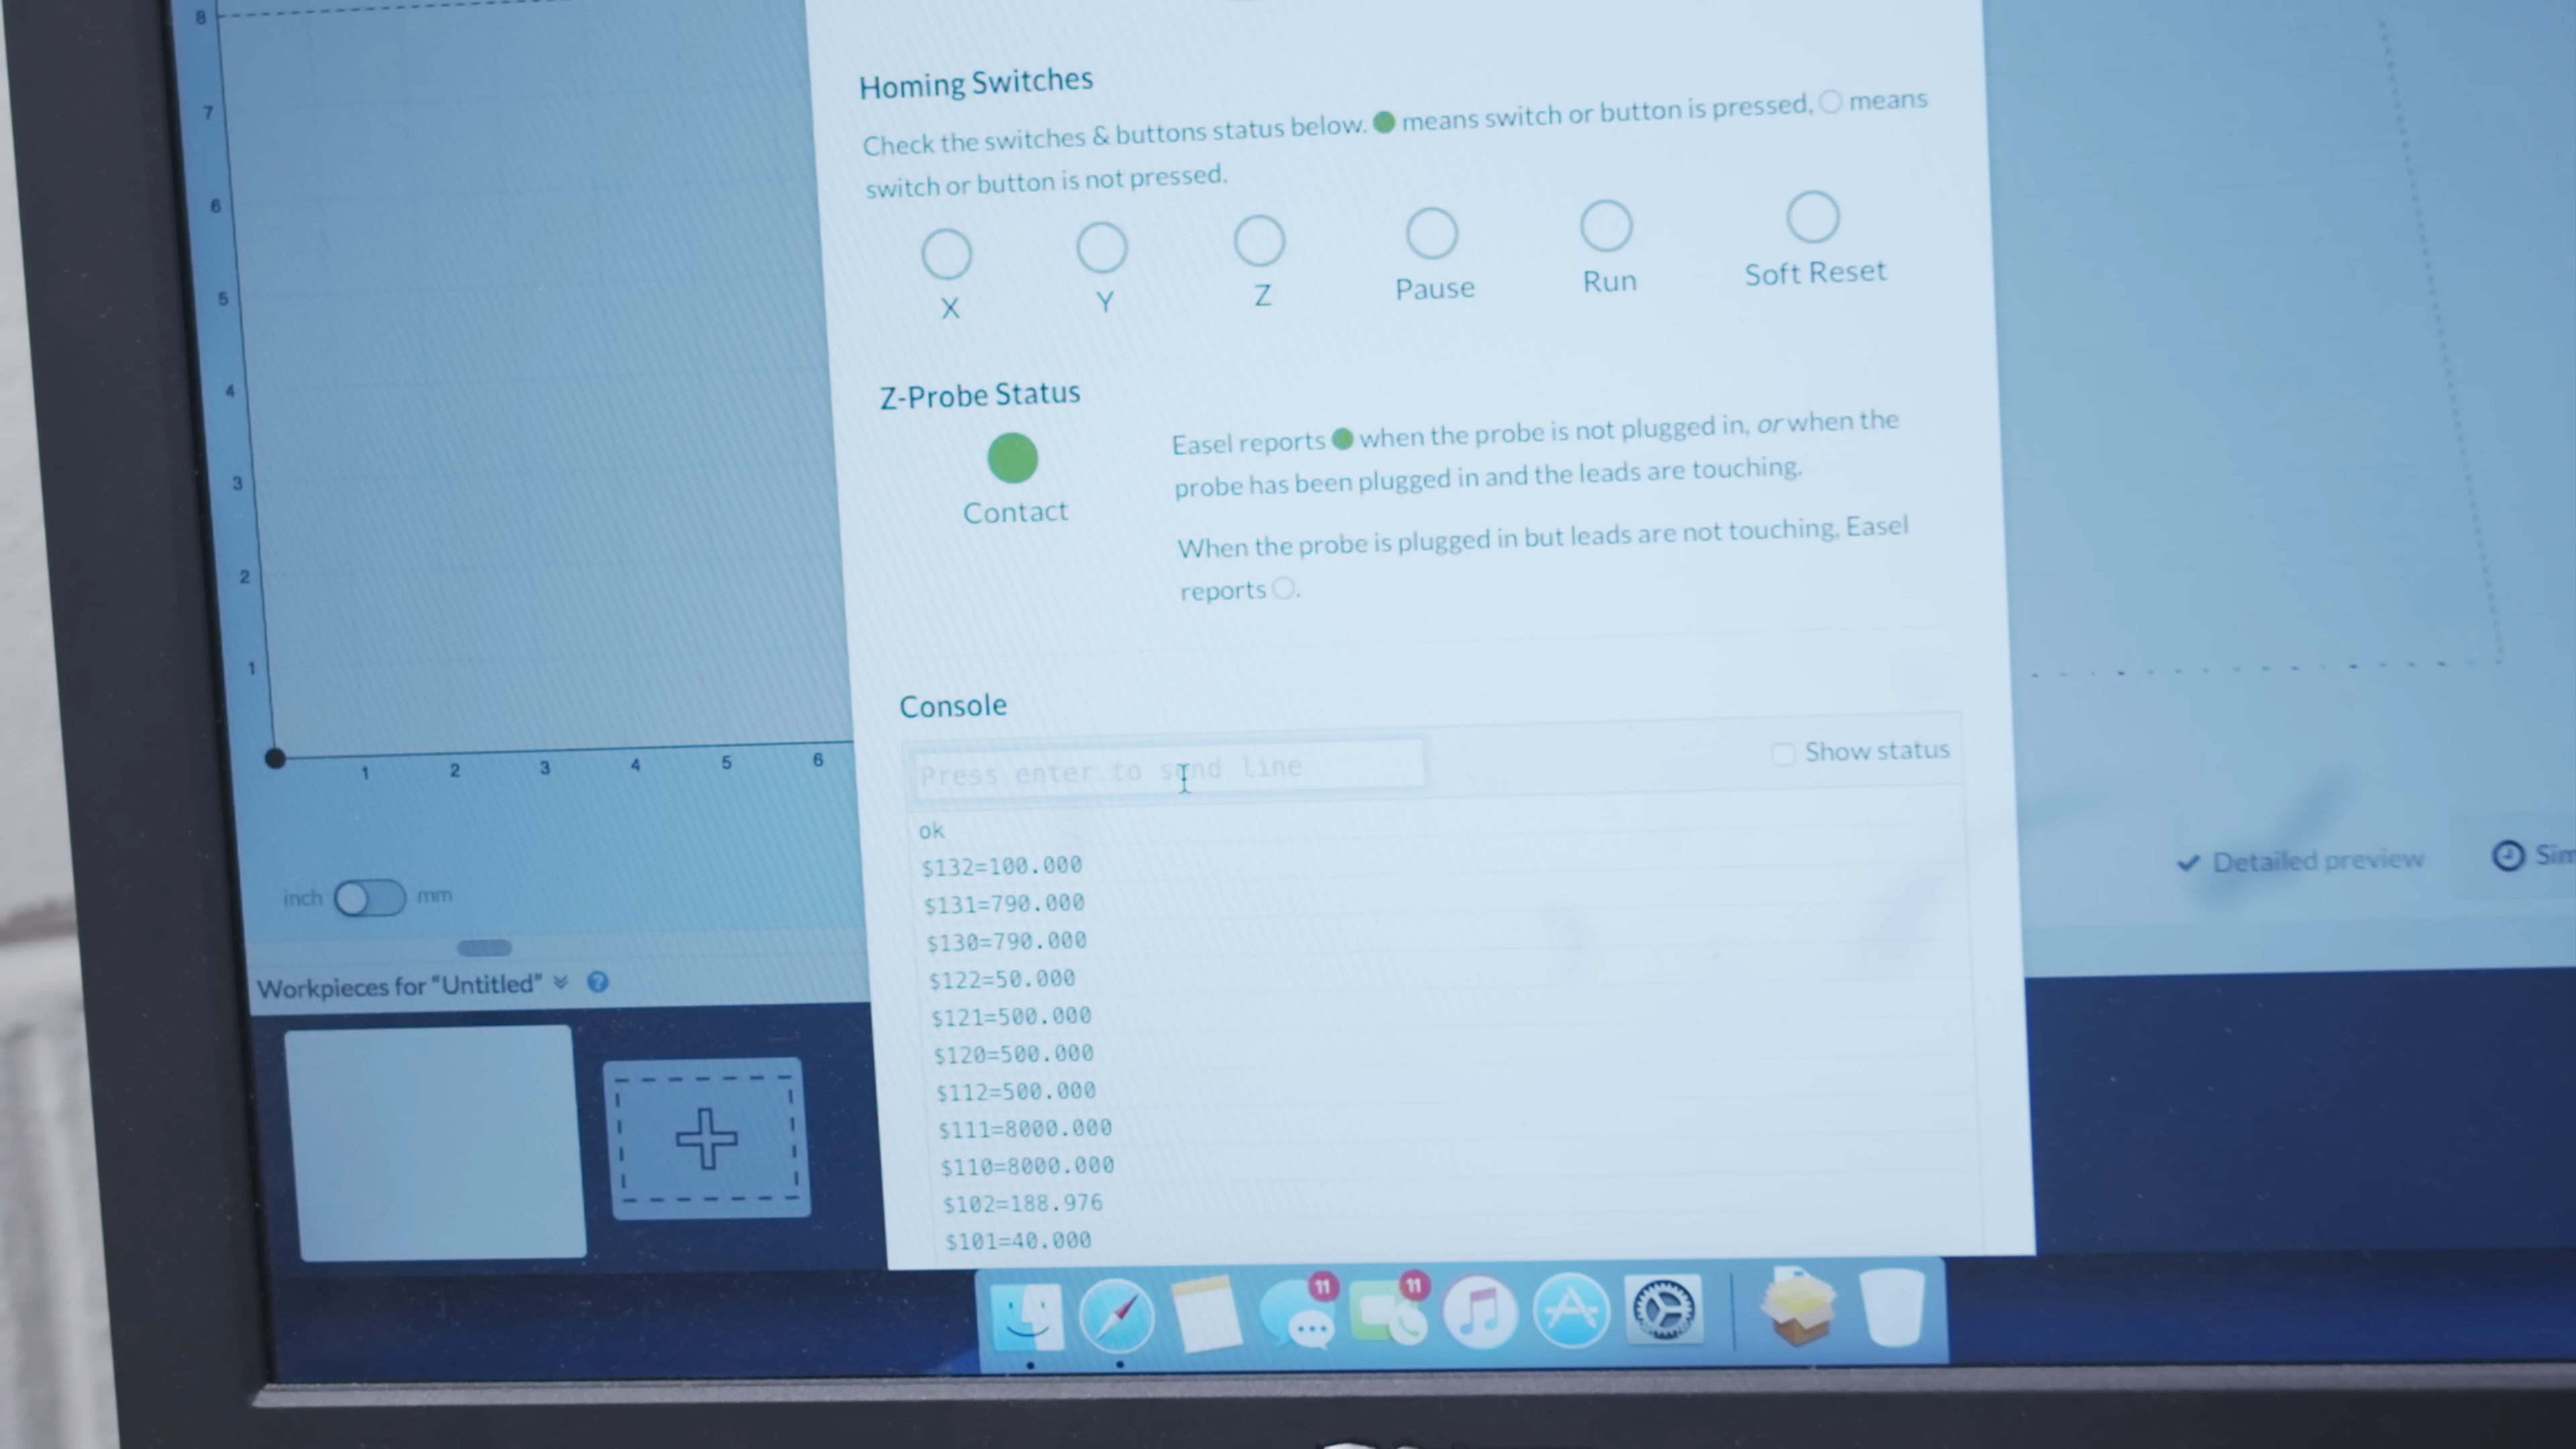 8
7
6
5
4
3
2
1
1 2 3 4 5 6
inch mm
Workpieces for "Untitled"
?
Homing Switches
Check the switches & buttons status below. means switch or button is pressed, means
switch or button is not pressed.
X Y Z Pause Run Soft Reset
Z-Probe Status
Contact
Easel reports when the probe is not plugged in, or when the
probe has been plugged in and the leads are touching.
When the probe is plugged in but leads are not touching, Easel
reports .
Console
Press enter to send line
Show status
ok
$132=100.000
$131=790.000
$130=790.000
$122=50.000
$121=500.000
$120=500.000
$112=500.000
$111=8000.000
$110=8000.000
$102=188.976
$101=40.000
Detailed preview
Sim
11 11